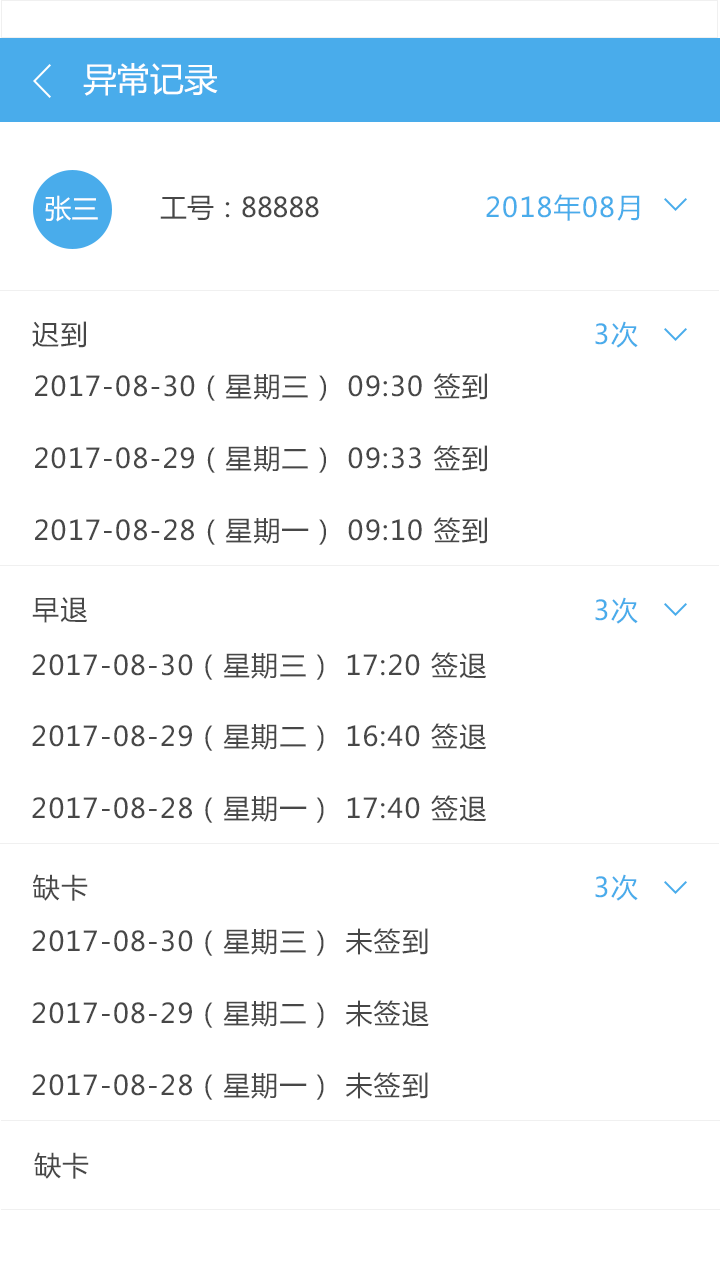 异常记录
张三 工号：88888 2018年08月
迟到 3次
2017-08-30（星期三） 09:30 签到
2017-08-29（星期二） 09:33 签到
2017-08-28（星期一） 09:10 签到
早退 3次
2017-08-30（星期三） 17:20 签退
2017-08-29（星期二） 16:40 签退
2017-08-28（星期一） 17:40 签退
缺卡 3次
2017-08-30（星期三） 未签到
2017-08-29（星期二） 未签退
2017-08-28（星期一） 未签到
缺卡